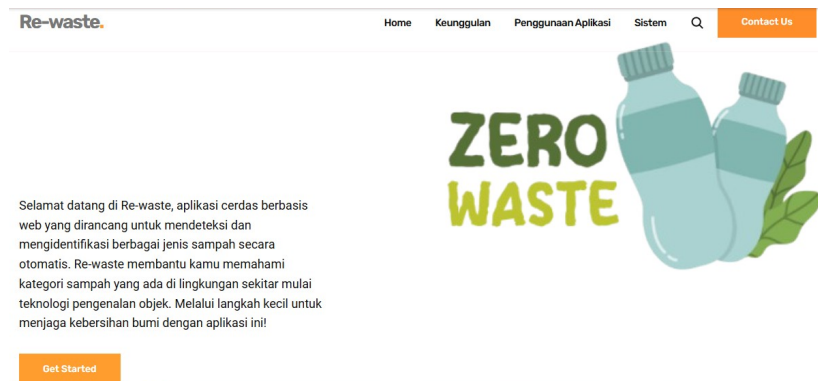 Re-waste.
Home Keunggulan Penggunaan Aplikasi Sistem Contact Us
ZERO
WASTE
Selamat datang di Re-waste, aplikasi cerdas berbasis
web yang dirancang untuk mendeteksi dan
mengidentifikasi berbagai jenis sampah secara
otomatis. Re-waste membantu kamu memahami
kategori sampah yang ada di lingkungan sekitar mulai
teknologi pengenalan objek. Melalui langkah kecil untuk
menjaga kebersihan bumi dengan aplikasi ini!
Get Started